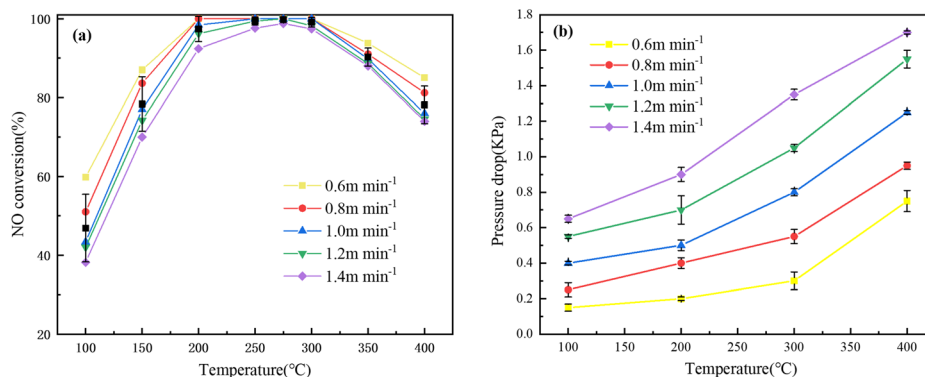 (a)
NO conversion(%)
100
80
60
40
20
0.6m min⁻¹
0.8m min⁻¹
1.0m min⁻¹
1.2m min⁻¹
1.4m min⁻¹
100 150 200 250 300 350 400
Temperature(℃)
(b)
Pressure drop(KPa)
1.8
1.6
1.4
1.2
1.0
0.8
0.6
0.4
0.2
0.0
0.6m min⁻¹
0.8m min⁻¹
1.0m min⁻¹
1.2m min⁻¹
1.4m min⁻¹
100 150 200 250 300 350 400
Temperature(℃)